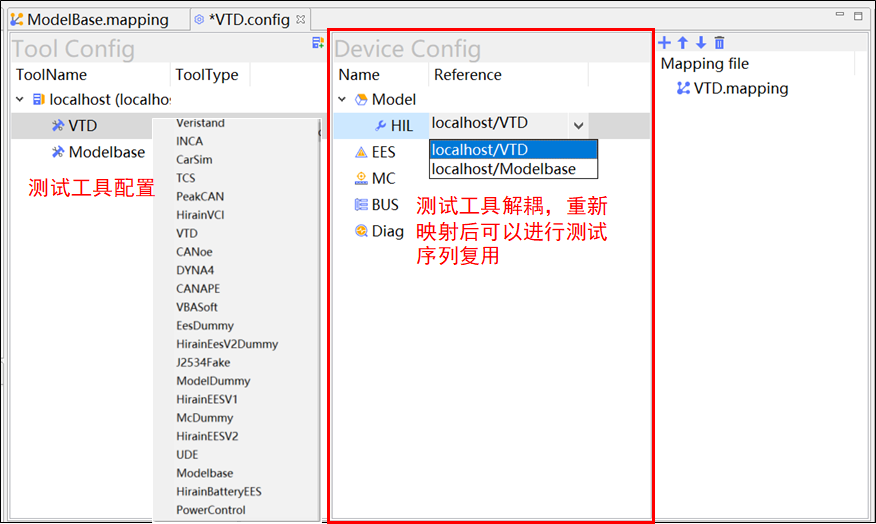 ModelBase.mapping
*VTD.config
Tool Config
ToolName ToolType
localhost (localhos
VTD
Modelbase
测试工具配置
Veristand
INCA
CarSim
TCS
PeakCAN
HirainVCI
VTD
CANoe
DYNA4
CANAPE
VBASoft
EesDummy
HirainEesV2Dummy
J2534Fake
ModelDummy
HirainEESV1
McDummy
HirainEESV2
UDE
Modelbase
HirainBatteryEES
PowerControl
Device Config
Name Reference
Model
HIL localhost/VTD
localhost/VTD
localhost/Modelbase
EES
MC
BUS
Diag
测试工具解耦，重新
映射后可以进行测试
序列复用
Mapping file
VTD.mapping